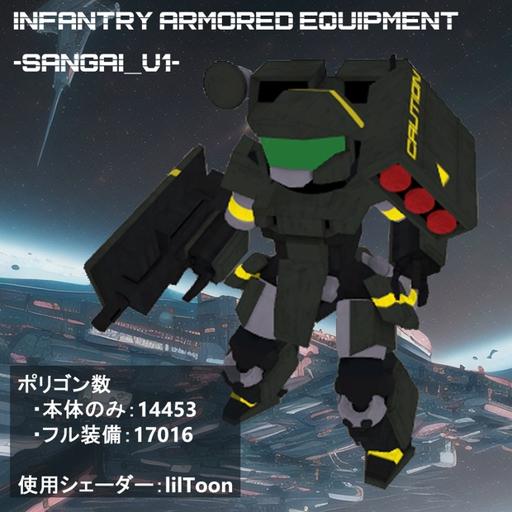 INFANTRY ARMORED EQUIPMENT
-SANGAI_V1-
CAUTION
ポリゴン数
・本体のみ：14453
・フル装備：17016
使用シェーダー：lilToon